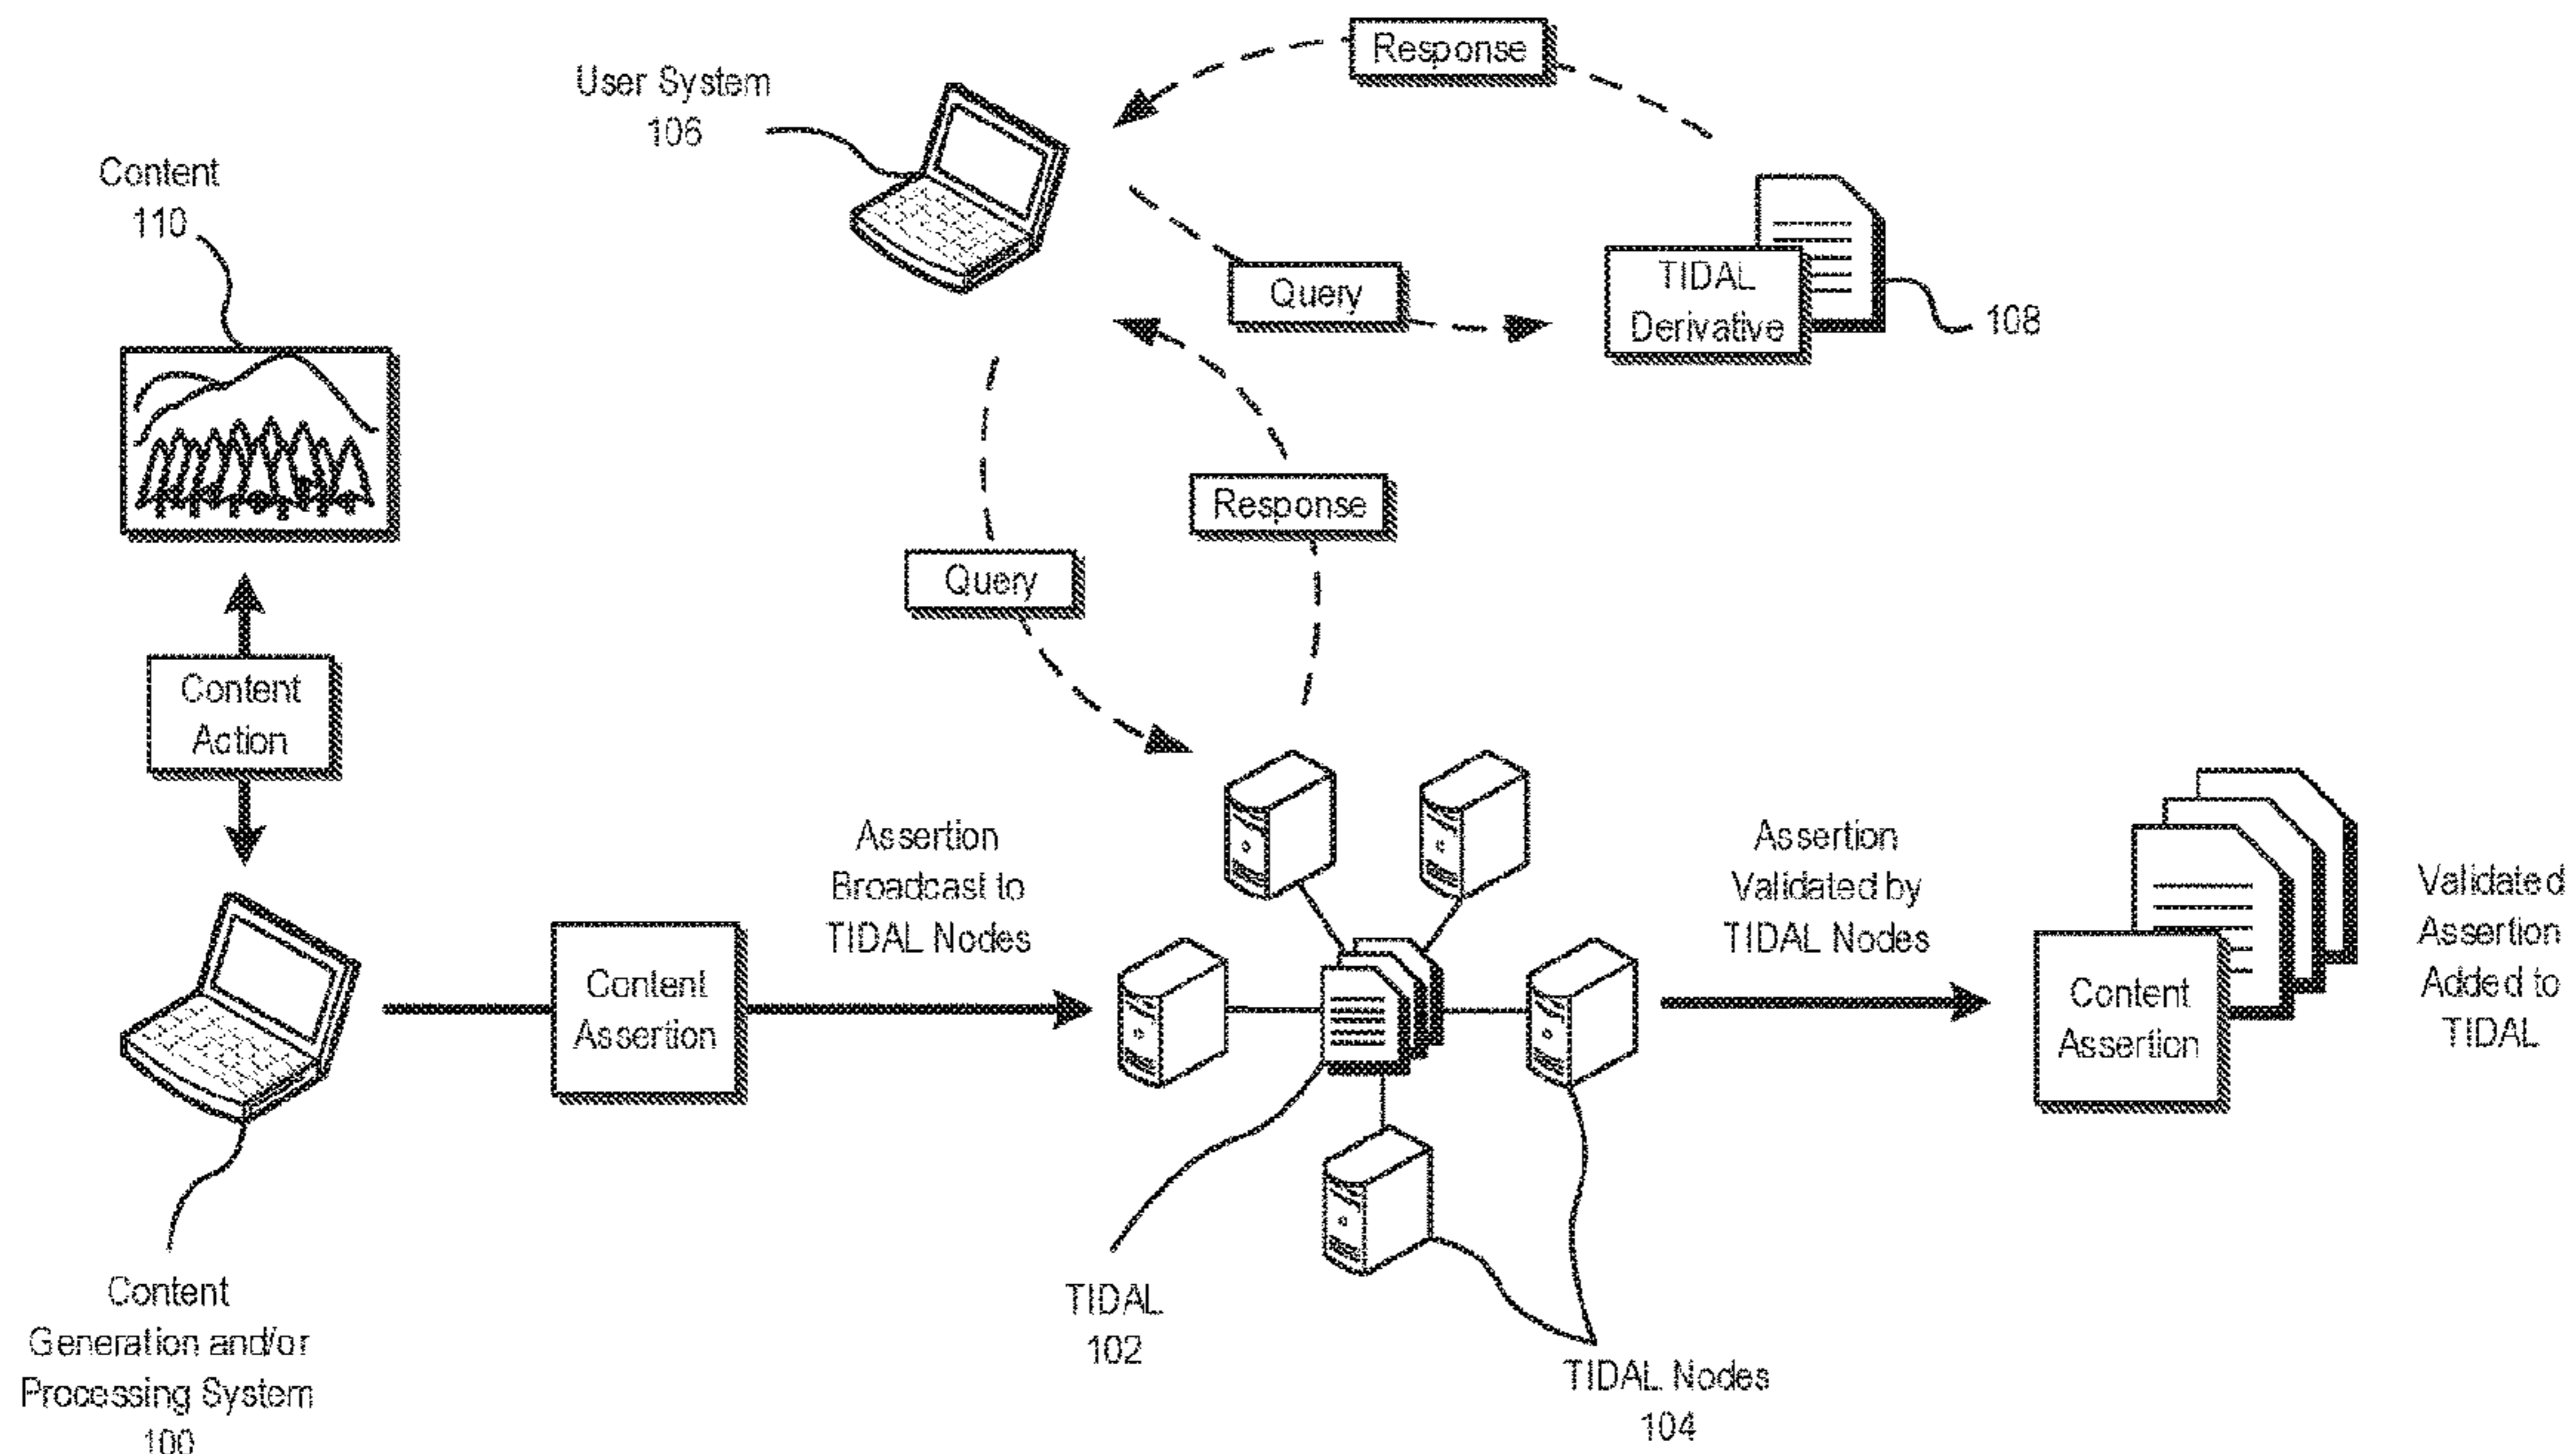 Response
User System
106
Content
110
Query
TIDAL
Derivative
108
Response
Query
Content
Action
Assertion
Broadcast to
TIDAL Nodes
Assertion
Validated by
TIDAL Nodes
Validated
Assertion
Added to
TIDAL
Content
Assertion
Content
Assertion
TIDAL
102
Content
Generation and/or
Processing System
100
TIDAL Nodes
104